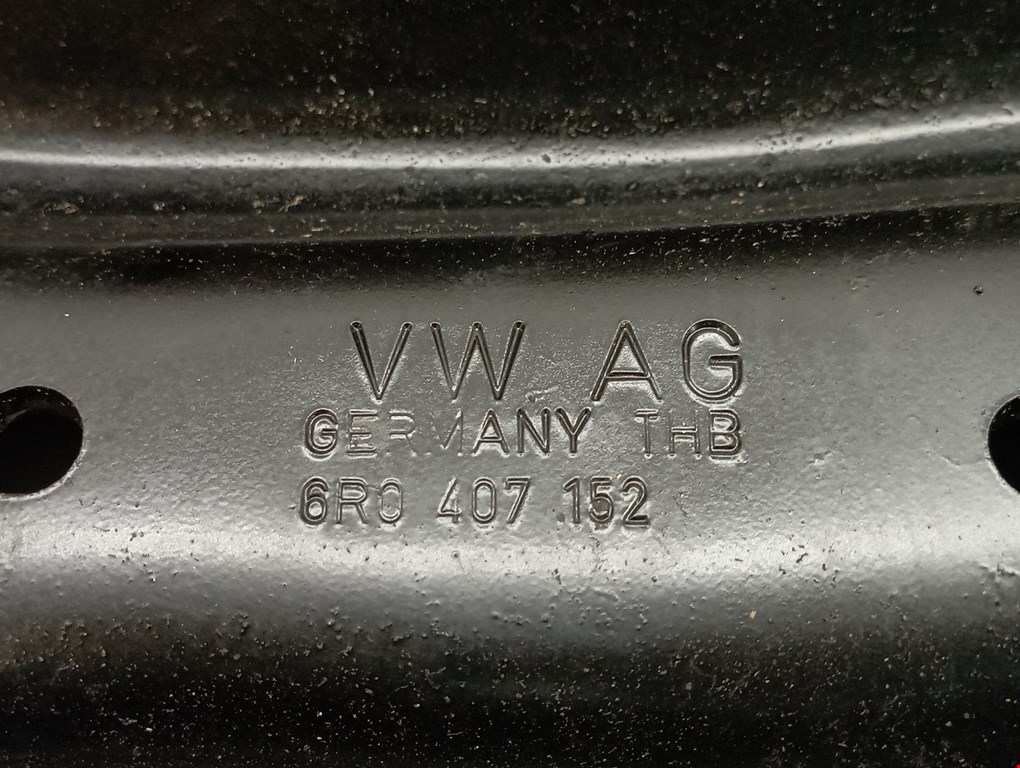 VW AG
GERMANY THB
6R0 407 152